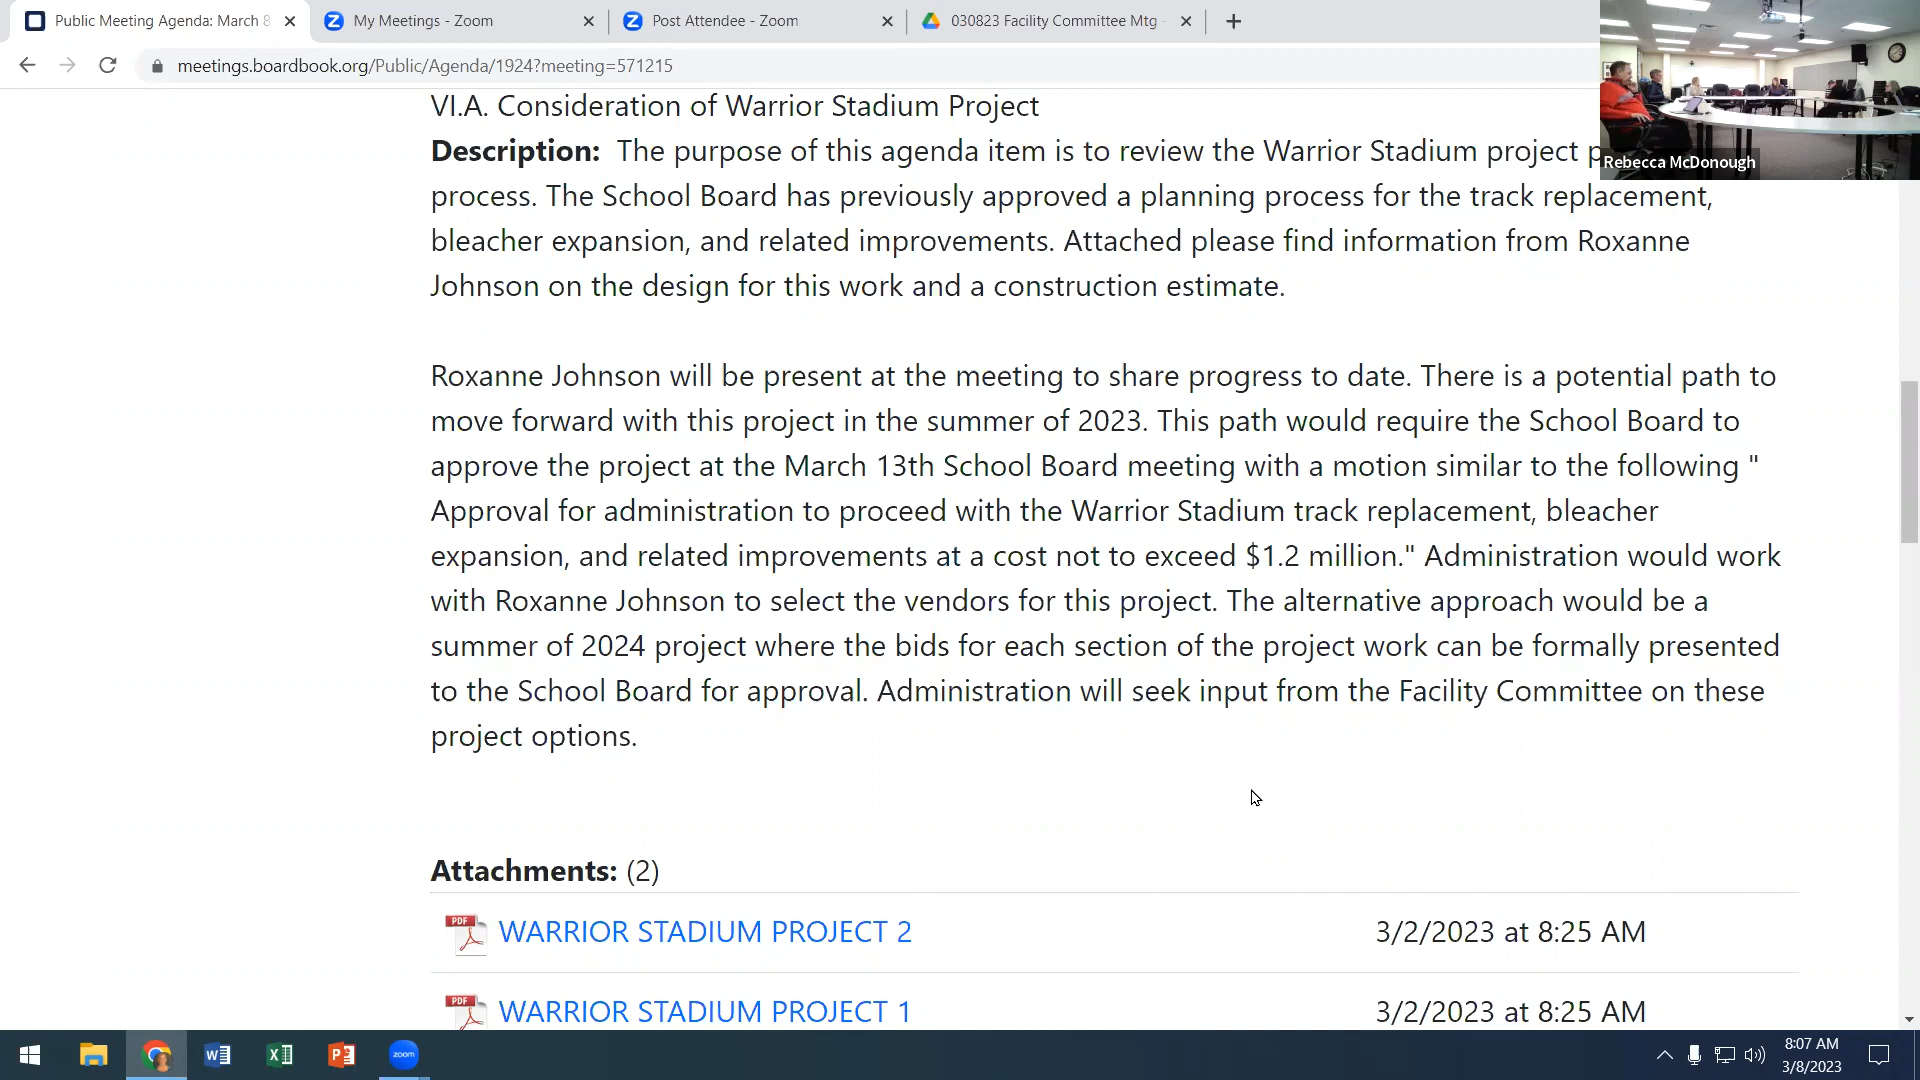 Public Meeting Agenda: March 8
My Meetings - Zoom
Post Attendee - Zoom
030823 Facility Committee Mtg -
meetings.boardbook.org/Public/Agenda/1924?meeting=571215
Rebecca McDonough
VI.A. Consideration of Warrior Stadium Project
Description: The purpose of this agenda item is to review the Warrior Stadium project p
process. The School Board has previously approved a planning process for the track replacement,
bleacher expansion, and related improvements. Attached please find information from Roxanne
Johnson on the design for this work and a construction estimate.
Roxanne Johnson will be present at the meeting to share progress to date. There is a potential path to
move forward with this project in the summer of 2023. This path would require the School Board to
approve the project at the March 13th School Board meeting with a motion similar to the following "
Approval for administration to proceed with the Warrior Stadium track replacement, bleacher
expansion, and related improvements at a cost not to exceed $1.2 million." Administration would work
with Roxanne Johnson to select the vendors for this project. The alternative approach would be a
summer of 2024 project where the bids for each section of the project work can be formally presented
to the School Board for approval. Administration will seek input from the Facility Committee on these
project options.
Attachments: (2)
PDF WARRIOR STADIUM PROJECT 2 3/2/2023 at 8:25 AM
PDF WARRIOR STADIUM PROJECT 1 3/2/2023 at 8:25 AM
zoom
8:07 AM
3/8/2023